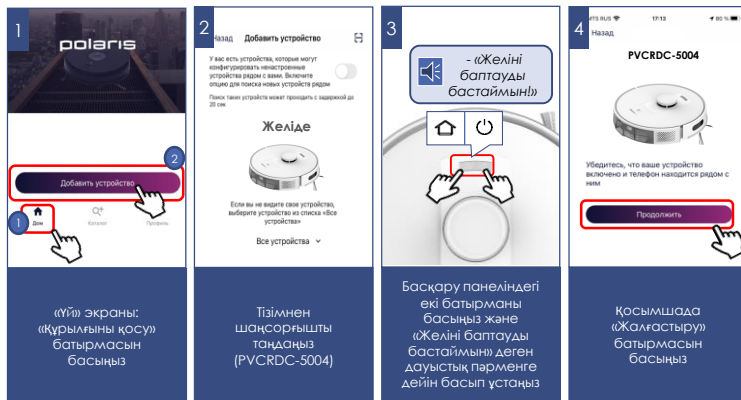 1
polaris
2
Добавить устройство
1
Дом
Каталог
Профиль
«Үй» экраны:
«Құрылғыны қосу»
батырмасын
басыңыз
2
Назад
Добавить устройство
У вас есть устройства, которые могут
конфигурировать ненастроенные
устройства рядом с вами. Включите
опцию для поиска новых устройств рядом
Поиск таких устройств может проходить с задержкой до
20 сек
Желіде
Если вы не видите свое устройство,
выберите устройство из списка «Все
устройства»
Все устройства
Тізімнен
шаңсорғышты
таңдаңыз
(PVCRDC-5004)
3
- «Желіні
баптауды
бастаймын!»
Басқару панеліндегі
екі батырманы
басыңыз және
«Желіні баптауды
бастаймын» деген
дауыстық пәрменге
дейін басып ұстаңыз
4
MTS RUS 17:13 80 %
Назад
PVCRDC-5004
Убедитесь, что ваше устройство
включено и телефон находится рядом с
ним
Продолжить
Қосымшада
«Жалғастыру»
батырмасын
басыңыз